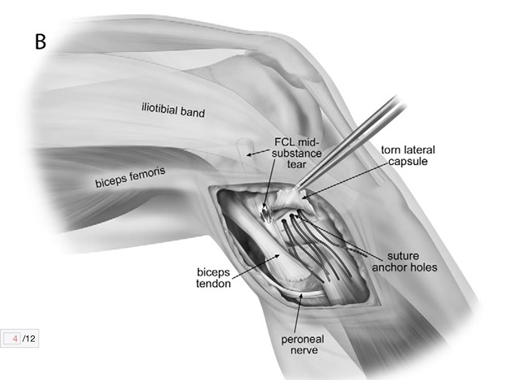 B
iliotibial band
FCL mid-
substance
tear
torn lateral
capsule
biceps femoris
biceps
tendon
suture
anchor holes
peroneal
nerve
4 /12